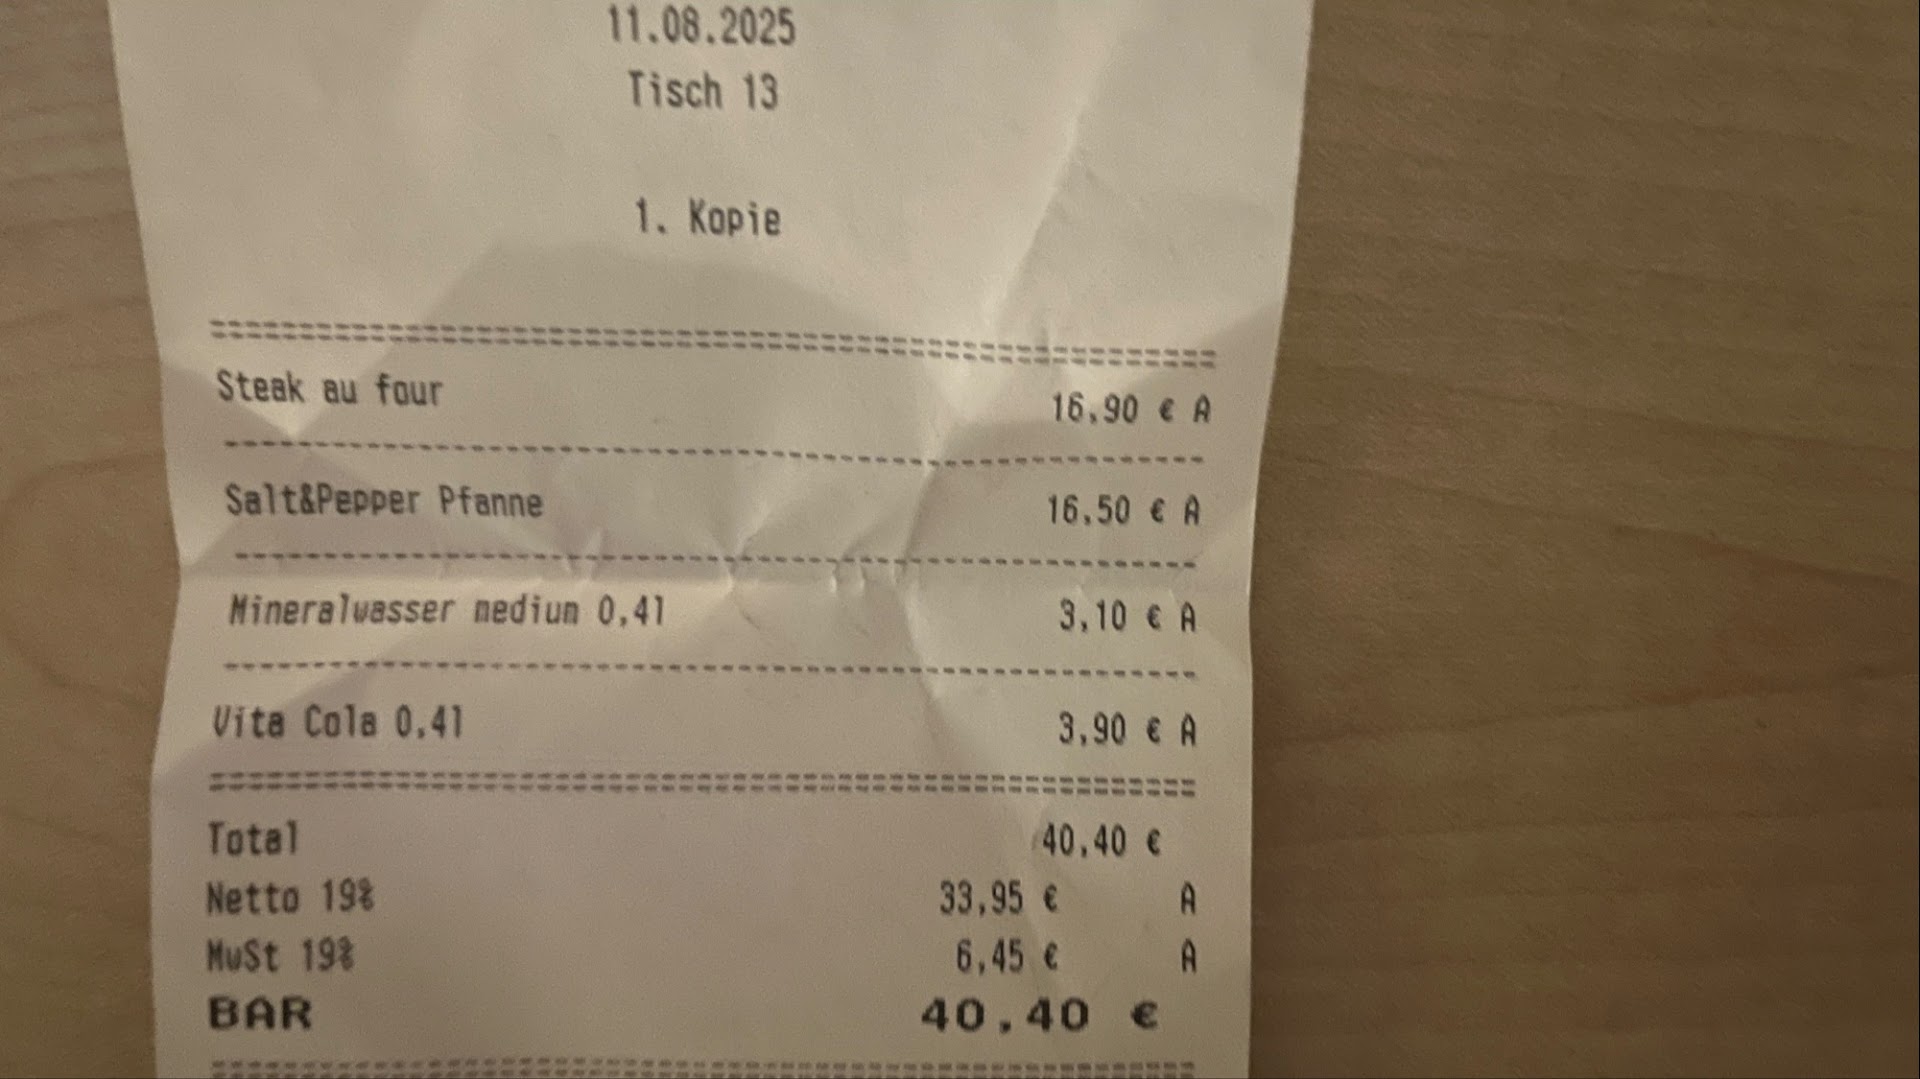 11.08.2025
Tisch 13
1. Kopie
Steak au four 16,90 € A
Salt&Pepper Pfanne 16,50 € A
Mineralwasser medium 0,4l 3,10 € A
Vita Cola 0,4l 3,90 € A
Total 40,40 €
Netto 19% 33,95 € A
MwSt 19% 6,45 € A
BAR 40,40 €